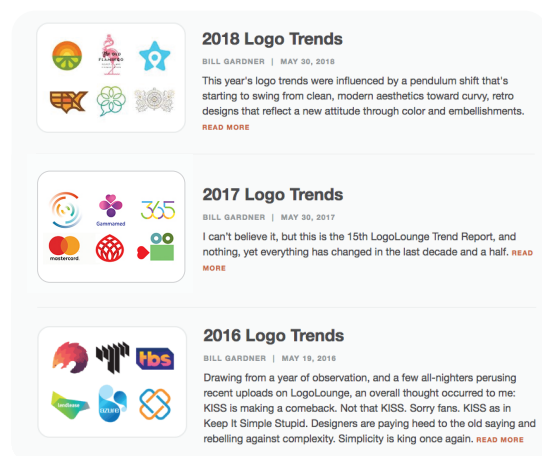 2018 Logo Trends
BILL GARDNER | MAY 30, 2018
This year's logo trends were influenced by a pendulum shift that's
starting to swing from clean, modern aesthetics toward curvy, retro
designs that reflect a new attitude through color and embellishments.
READ MORE
FLAMINGO
2017 Logo Trends
BILL GARDNER | MAY 30, 2017
I can't believe it, but this is the 15th LogoLounge Trend Report, and
nothing, yet everything has changed in the last decade and a half. READ
MORE
Gammamed
365
mastercard
2016 Logo Trends
BILL GARDNER | MAY 19, 2016
Drawing from a year of observation, and a few all-nighters perusing
recent uploads on LogoLounge, an overall thought occurred to me:
KISS is making a comeback. Not that KISS. Sorry fans. KISS as in
Keep It Simple Stupid. Designers are paying heed to the old saying and
rebelling against complexity. Simplicity is king once again. READ MORE
tbs
azuro